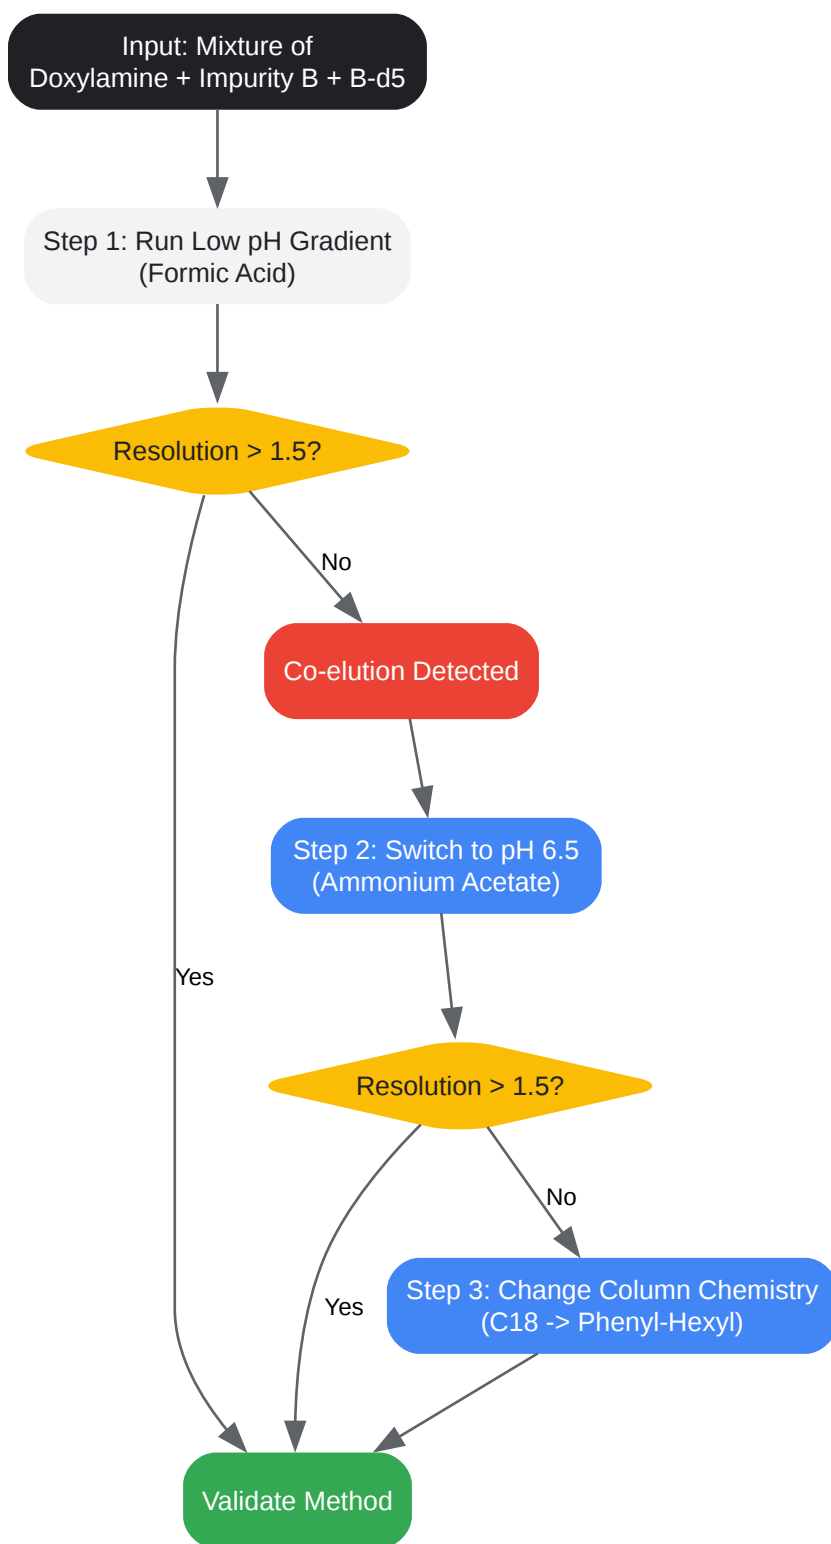 Input: Mixture of
Doxylamine + Impurity B + B-d5
Step 1: Run Low pH Gradient
(Formic Acid)
Resolution > 1.5?
No
Co-elution Detected
Step 2: Switch to pH 6.5
(Ammonium Acetate)
Yes
Resolution > 1.5?
No
Step 3: Change Column Chemistry
(C18 -> Phenyl-Hexyl)
Yes
Validate Method